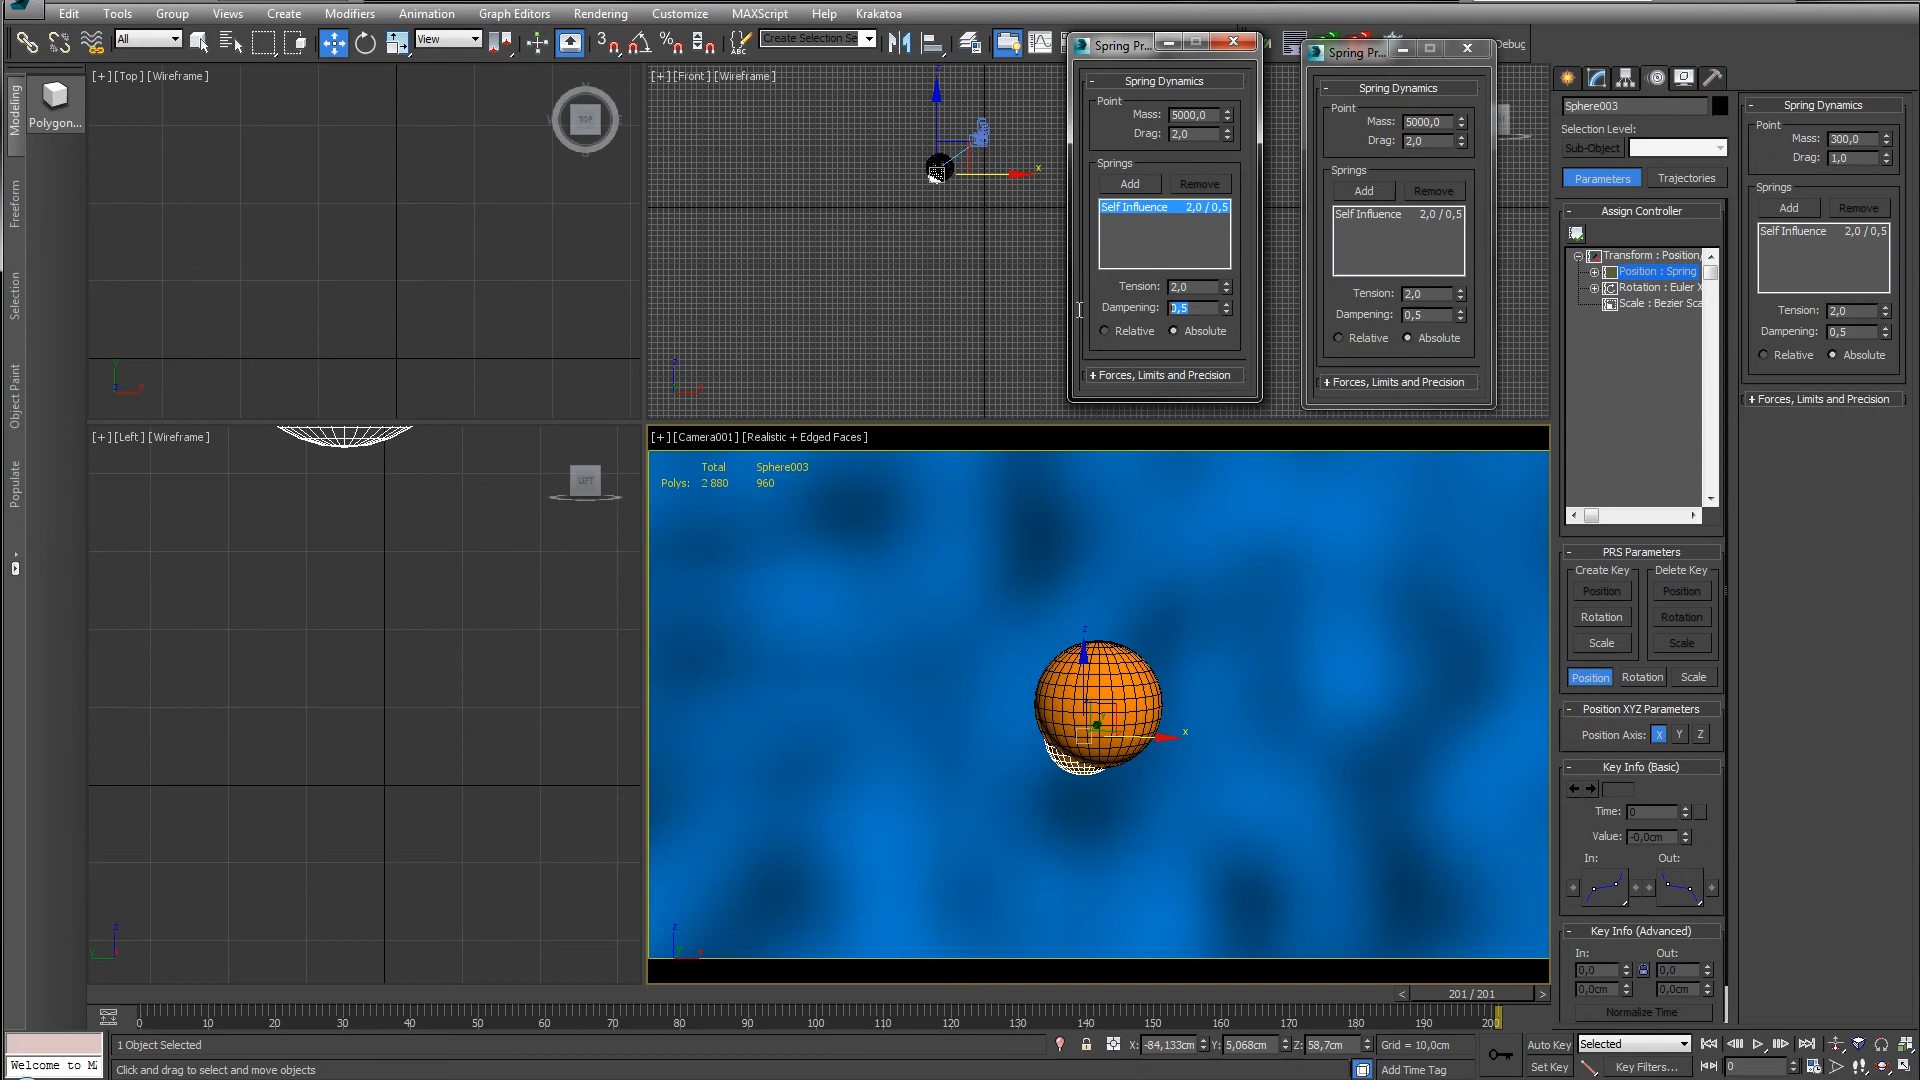 Edit Tools Group Views Create Modifiers Animation Graph Editors Rendering Customize MAXScript Help Krakatoa
All View 3 ABC Create Selection Se
Modeling
Freeform
Selection
Object Paint
Populate
Polygon...
[+] [Top] [Wireframe]
TOP
[+] [Front] [Wireframe]
x
[+] [Left] [Wireframe]
LEFT
[+] [Camera001] [Realistic + Edged Faces]
Total Sphere003
Polys: 2 880 960
z
x
Spring Pr...
Spring Dynamics
Point
Mass: 5000,0
Drag: 2,0
Springs
Add Remove
Self Influence 2,0 / 0,5
Tension: 2,0
Dampening: 0,5
Relative Absolute
+ Forces, Limits and Precision
Spring Pr...
Spring Dynamics
Point
Mass: 5000,0
Drag: 2,0
Springs
Add Remove
Self Influence 2,0 / 0,5
Tension: 2,0
Dampening: 0,5
Relative Absolute
+ Forces, Limits and Precision
Debug
Sphere003
Selection Level:
Sub-Object
Parameters Trajectories
Assign Controller
Transform : Position,
Position : Spring
Rotation : Euler X
Scale : Bezier Sca
PRS Parameters
Create Key Delete Key
Position Position
Rotation Rotation
Scale Scale
Position Rotation Scale
Position XYZ Parameters
Position Axis: X Y Z
Key Info (Basic)
Time: 0
Value: -0,0cm
In: Out:
Key Info (Advanced)
In: Out:
0,0 0,0
0,0cm 0,0cm
Normalize Time
Spring Dynamics
Point
Mass: 300,0
Drag: 1,0
Springs
Add Remove
Self Influence 2,0 / 0,5
Tension: 2,0
Dampening: 0,5
Relative Absolute
+ Forces, Limits and Precision
< 201 / 201 >
0 10 20 30 40 50 60 70 80 90 100 110 120 130 140 150 160 170 180 190 200
1 Object Selected
X: -84,133cm Y: 5,068cm Z: 58,7cm Grid = 10,0cm
Auto Key Selected
Welcome to M
Click and drag to select and move objects
Add Time Tag
Set Key Key Filters... 0